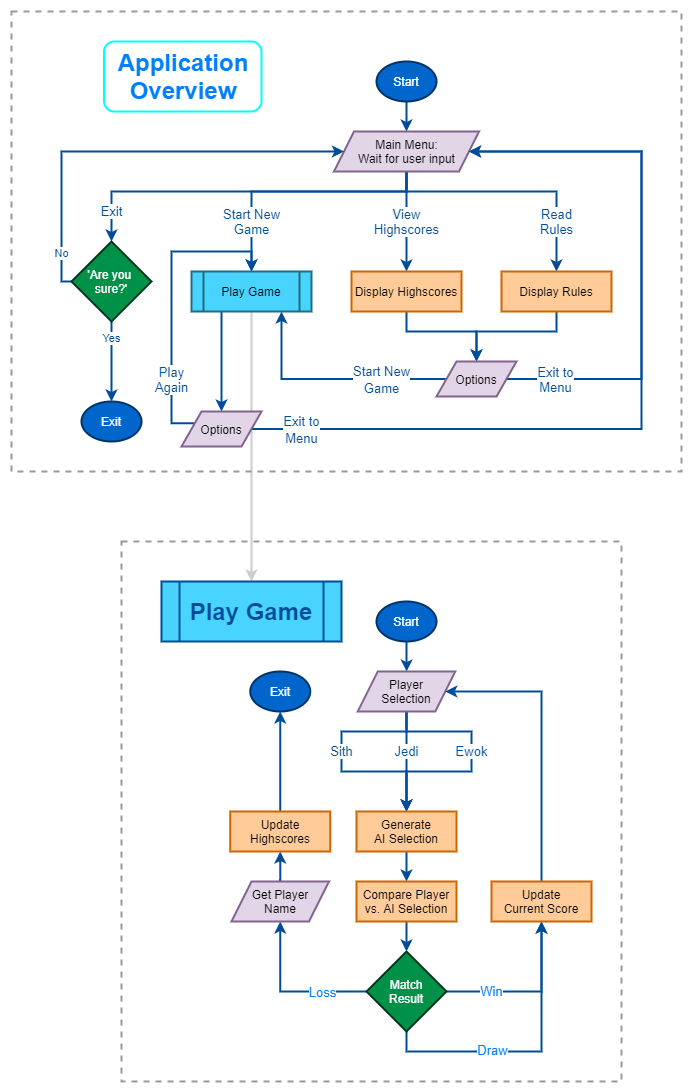 Application
Overview
Start
Main Menu:
Wait for user input
Exit
Start New
Game
View
Highscores
Read
Rules
No
'Are you
sure?'
Play Game
Display Highscores
Display Rules
Yes
Play
Again
Start New
Game
Options
Exit to
Menu
Exit
Options
Exit to
Menu
Play Game
Start
Exit
Player
Selection
Sith
Jedi
Ewok
Update
Highscores
Generate
AI Selection
Get Player
Name
Compare Player
vs. AI Selection
Update
Current Score
Match
Result
Loss
Win
Draw